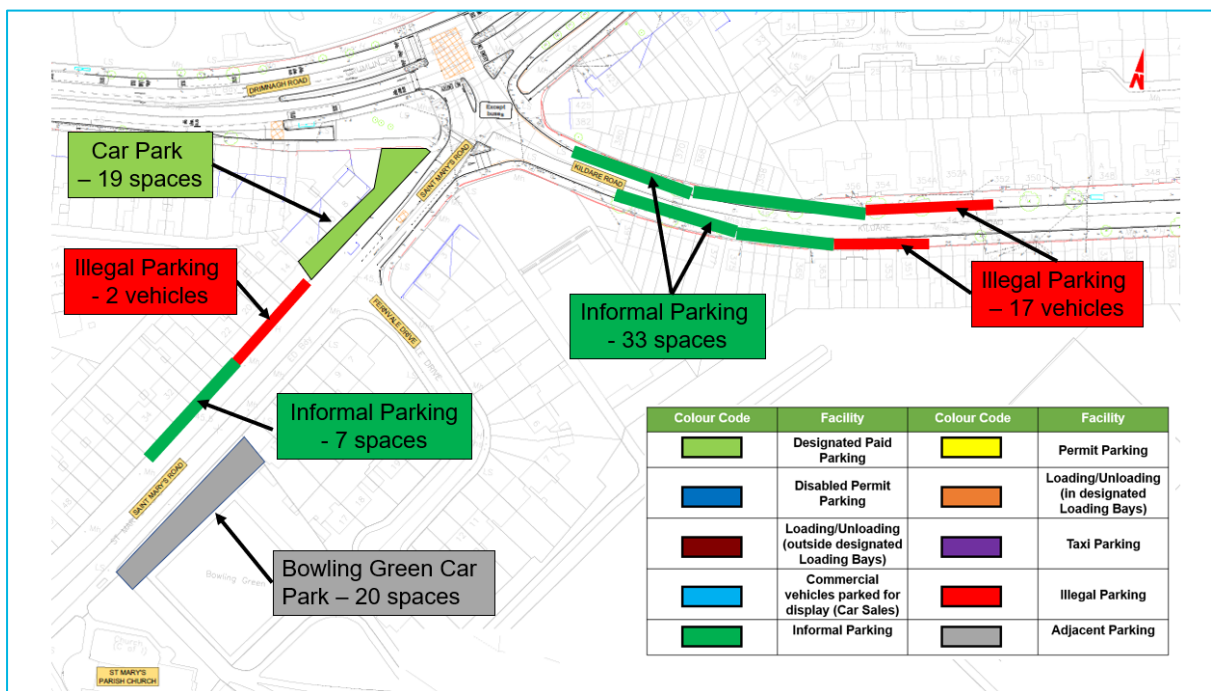 DRIMNAGH ROAD
Except
Car Park
– 19 spaces
SAINT MARY'S ROAD
KILDARE ROAD
KILDARE
Illegal Parking
- 2 vehicles
Informal Parking
- 33 spaces
Illegal Parking
– 17 vehicles
FERNVALE DRIVE
Informal Parking
- 7 spaces
SAINT MARY'S ROAD
Bowling Green
Bowling Green Car
Park – 20 spaces
ST MARY'S
PARISH CHURCH
Colour Code
Facility
Colour Code
Facility
Designated Paid
Parking
Permit Parking
Disabled Permit
Parking
Loading/Unloading
(in designated
Loading Bays)
Loading/Unloading
(outside designated
Loading Bays)
Taxi Parking
Commercial
vehicles parked for
display (Car Sales)
Illegal Parking
Informal Parking
Adjacent Parking